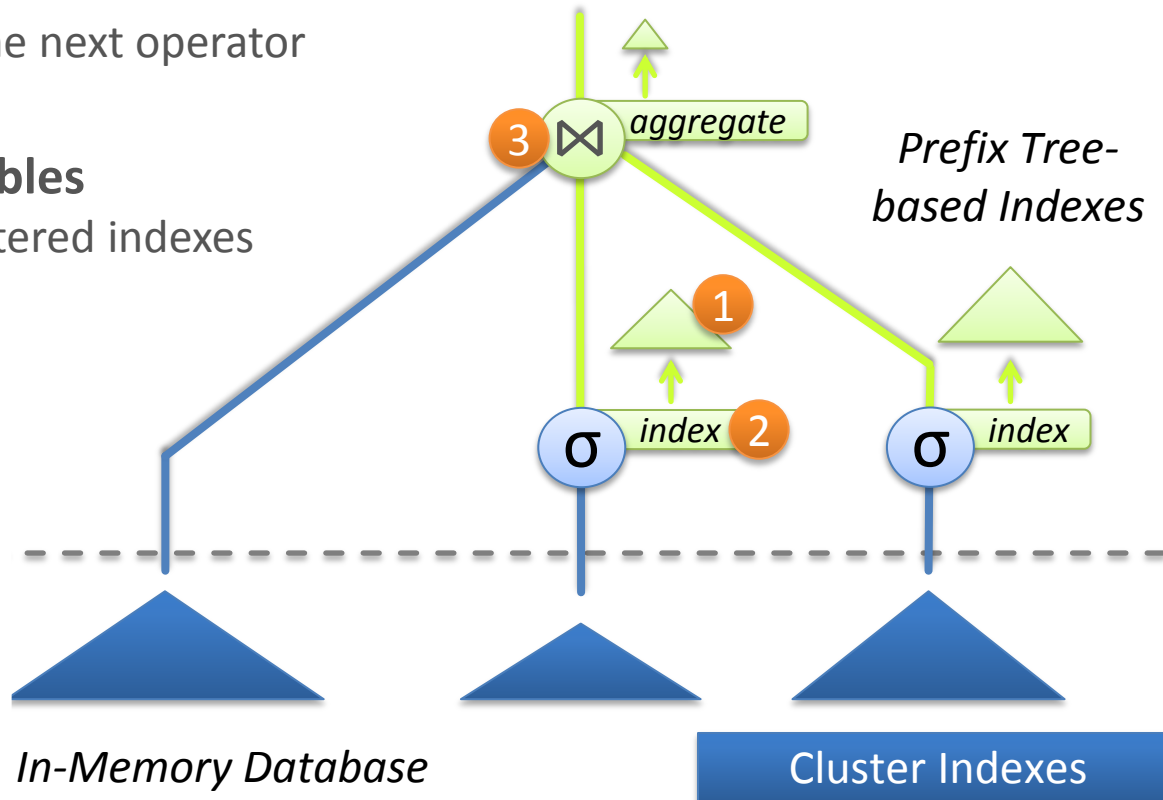 ne next operator
aggregate
3
⋈
Prefix Tree-
based Indexes
bles
tered indexes
1
index
2
σ
index
σ
In-Memory Database
Cluster Indexes